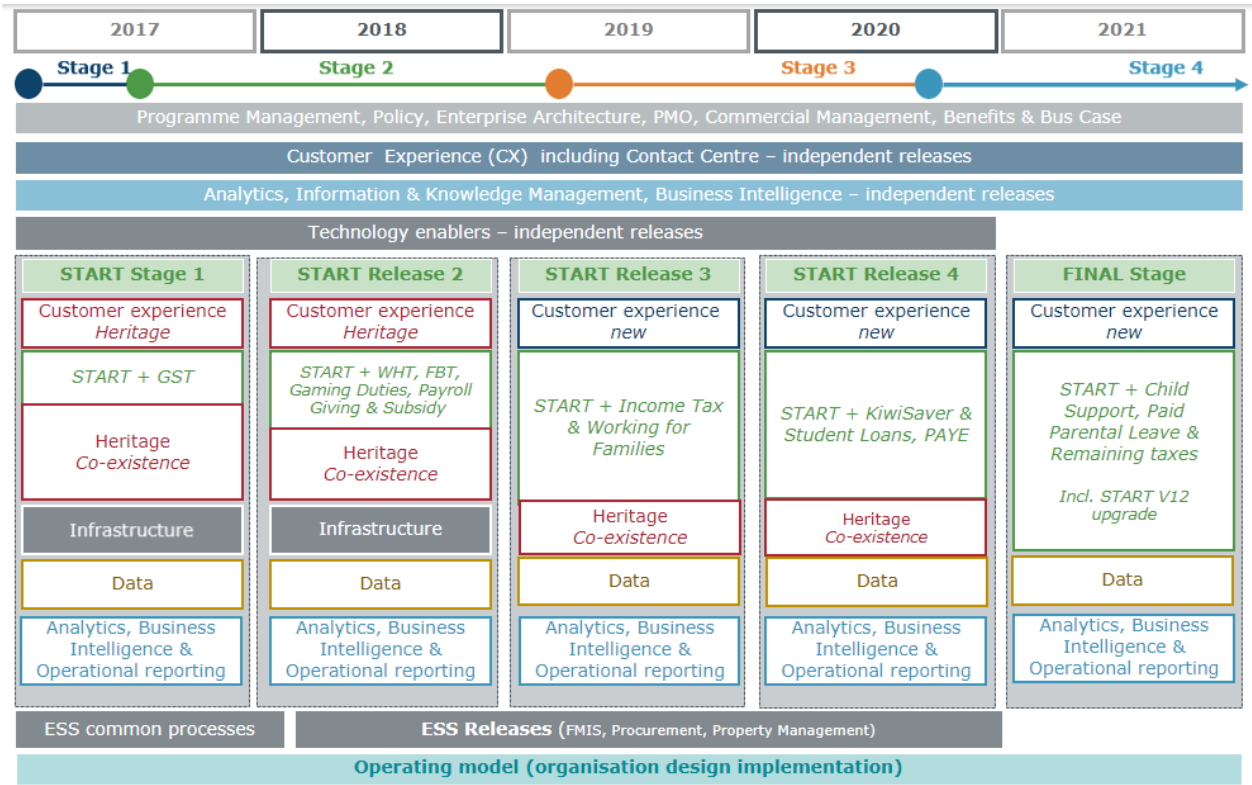 2017
2018
2019
2020
2021
Stage 1
Stage 2
Stage 3
Stage 4
Programme Management, Policy, Enterprise Architecture, PMO, Commercial Management, Benefits & Bus Case
Customer Experience (CX) including Contact Centre – independent releases
Analytics, Information & Knowledge Management, Business Intelligence – independent releases
Technology enablers – independent releases
START Stage 1
Customer experience
Heritage
START + GST
Heritage
Co-existence
Infrastructure
Data
Analytics, Business
Intelligence &
Operational reporting
START Release 2
Customer experience
Heritage
START + WHT, FBT,
Gaming Duties, Payroll
Giving & Subsidy
Heritage
Co-existence
Infrastructure
Data
Analytics, Business
Intelligence &
Operational reporting
START Release 3
Customer experience
new
START + Income Tax
& Working for
Families
Heritage
Co-existence
Data
Analytics, Business
Intelligence &
Operational reporting
START Release 4
Customer experience
new
START + KiwiSaver &
Student Loans, PAYE
Heritage
Co-existence
Data
Analytics, Business
Intelligence &
Operational reporting
FINAL Stage
Customer experience
new
START + Child
Support, Paid
Parental Leave &
Remaining taxes
Incl. START V12
upgrade
Data
Analytics, Business
Intelligence &
Operational reporting
ESS common processes
ESS Releases (FMIS, Procurement, Property Management)
Operating model (organisation design implementation)